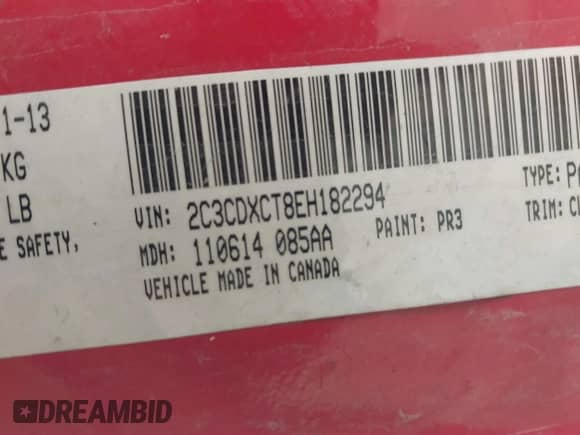 1-13
KG
LB
E SAFETY,
VIN: 2C3CDXCT8EH182294
TYPE: PA
MDH: 110614 085AA
PAINT: PR3
TRIM: C
VEHICLE MADE IN CANADA
DREAMBID